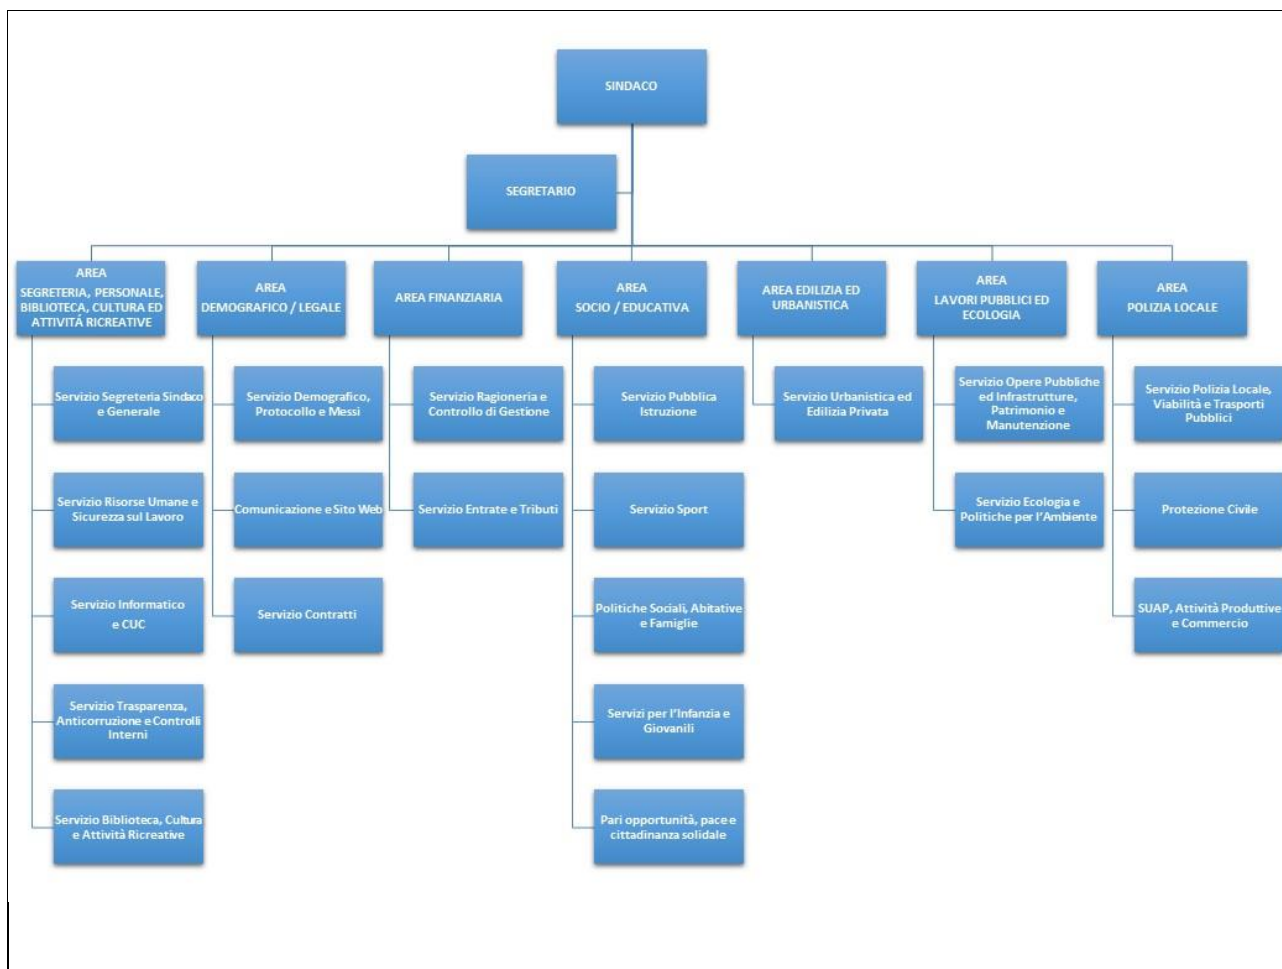 SINDACO
SEGRETARIO
AREA
SEGRETERIA, PERSONALE,
BIBLIOTECA, CULTURA ED
ATTIVITÁ RICREATIVE
AREA
DEMOGRAFICO / LEGALE
AREA FINANZIARIA
AREA
SOCIO / EDUCATIVA
AREA EDILIZIA ED
URBANISTICA
AREA
LAVORI PUBBLICI ED
ECOLOGIA
AREA
POLIZIA LOCALE
Servizio Segreteria Sindaco
e Generale
Servizio Demografico,
Protocollo e Messi
Servizio Ragioneria e
Controllo di Gestione
Servizio Pubblica
Istruzione
Servizio Urbanistica ed
Edilizia Privata
Servizio Opere Pubbliche
ed Infrastrutture,
Patrimonio e
Manutenzione
Servizio Polizia Locale,
Viabilità e Trasporti
Pubblici
Servizio Risorse Umane e
Sicurezza sul Lavoro
Comunicazione e Sito Web
Servizio Entrate e Tributi
Servizio Sport
Servizio Ecologia e
Politiche per l'Ambiente
Protezione Civile
Servizio Informatico
e CUC
Servizio Contratti
Politiche Sociali, Abitative
e Famiglie
SUAP, Attività Produttive
e Commercio
Servizio Trasparenza,
Anticorruzione e Controlli
Interni
Servizi per l'Infanzia e
Giovanili
Servizio Biblioteca, Cultura
e Attività Ricreative
Pari opportunità, pace e
cittadinanza solidale